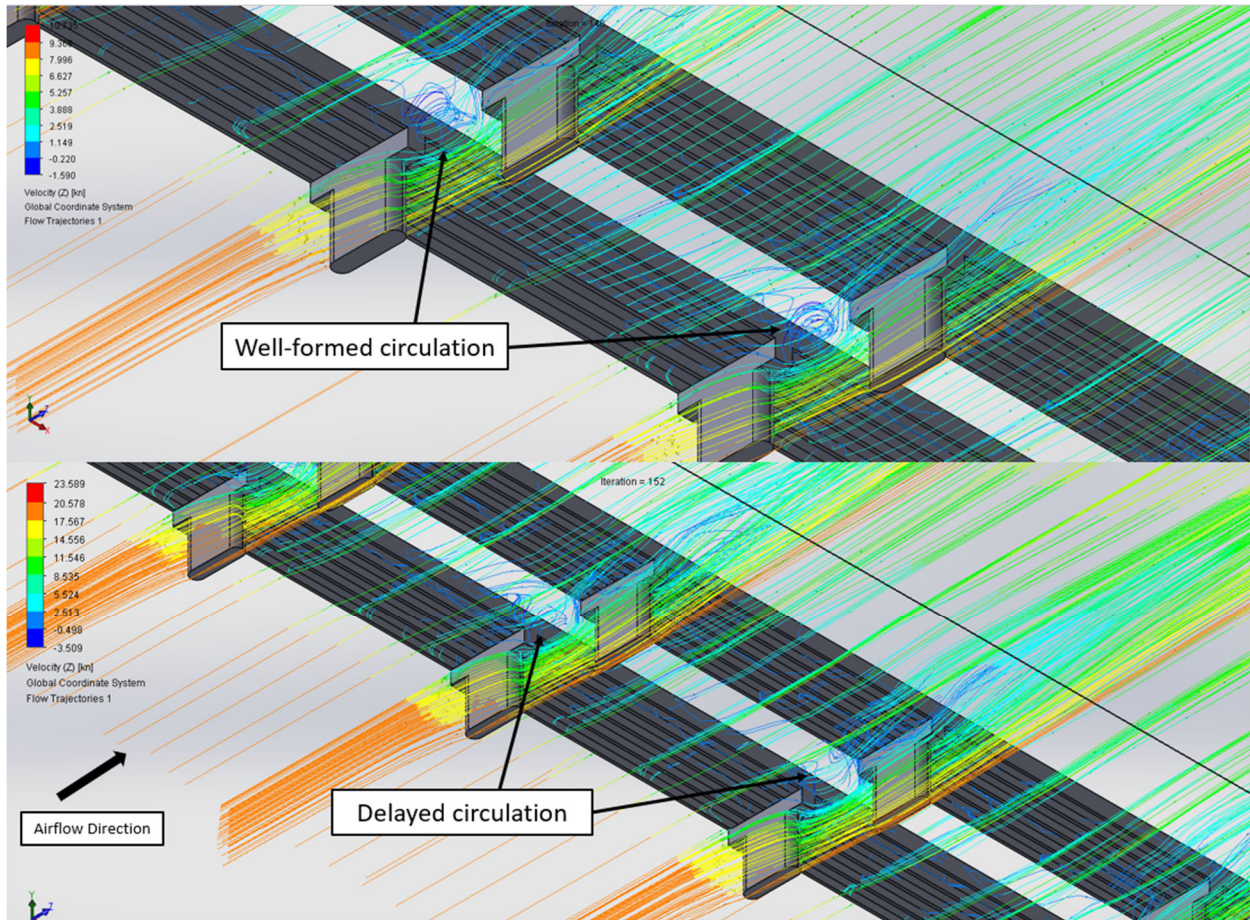 10.735
9.365
7.996
6.627
5.257
3.888
2.519
1.149
-0.220
-1.590
Velocity (Z) [kn]
Global Coordinate System
Flow Trajectories 1
Well-formed circulation
Y
Z
X
23.589
20.578
17.567
14.556
11.546
8.535
5.524
2.513
-0.498
-3.509
Velocity (Z) [kn]
Global Coordinate System
Flow Trajectories 1
Iteration = 152
Airflow Direction
Delayed circulation
Y
Z